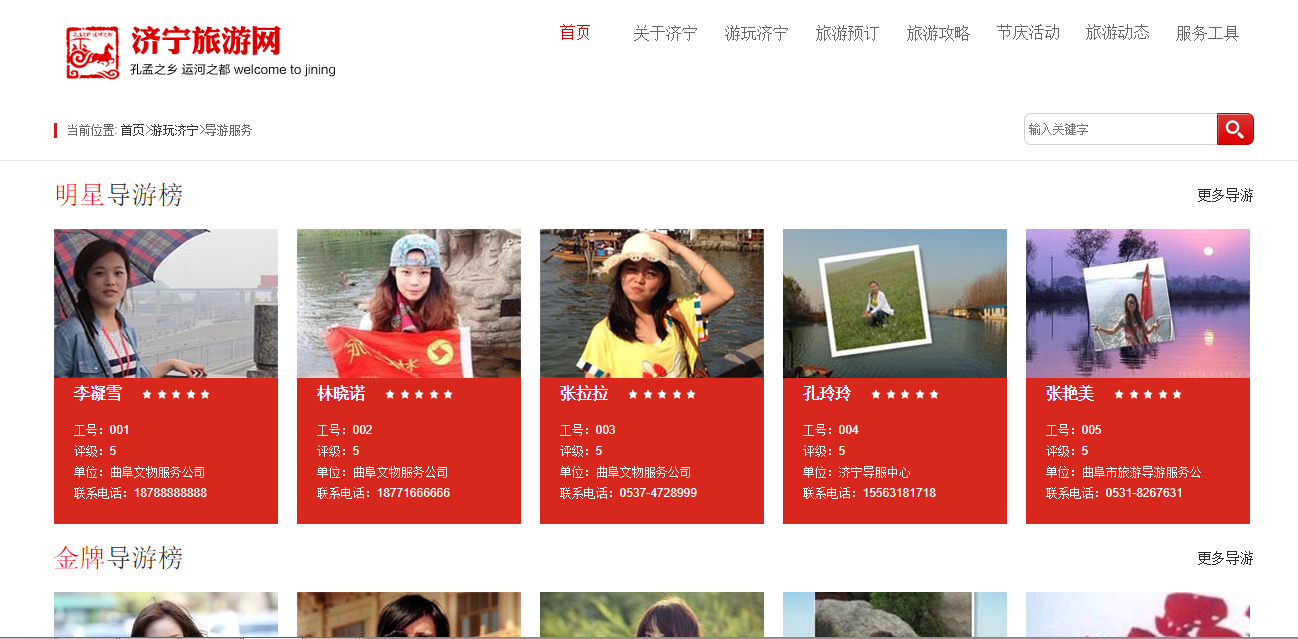 济宁旅游网
孔孟之乡 运河之都 welcome to jining
首页 关于济宁 游玩济宁 旅游预订 旅游攻略 节庆活动 旅游动态 服务工具
当前位置: 首页>游玩济宁>导游服务
输入关键字
明星导游榜
更多导游
李凝雪 ★ ★ ★ ★ ★
工号：001
评级：5
单位：曲阜文物服务公司
联系电话：18788888888
林晓诺 ★ ★ ★ ★ ★
工号：002
评级：5
单位：曲阜文物服务公司
联系电话：18771666666
张拉拉 ★ ★ ★ ★ ★
工号：003
评级：5
单位：曲阜文物服务公司
联系电话：0537-4728999
孔玲玲 ★ ★ ★ ★ ★
工号：004
评级：5
单位：济宁导服中心
联系电话：15563181718
张艳美 ★ ★ ★ ★ ★
工号：005
评级：5
单位：曲阜市旅游导游服务公
联系电话：0531-8267631
金牌导游榜
更多导游